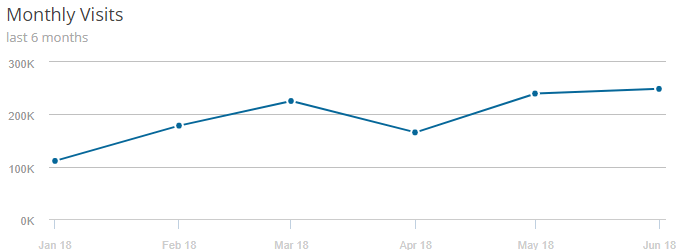 Monthly Visits
last 6 months
300K
200K
100K
0K
Jan 18 Feb 18 Mar 18 Apr 18 May 18 Jun 18